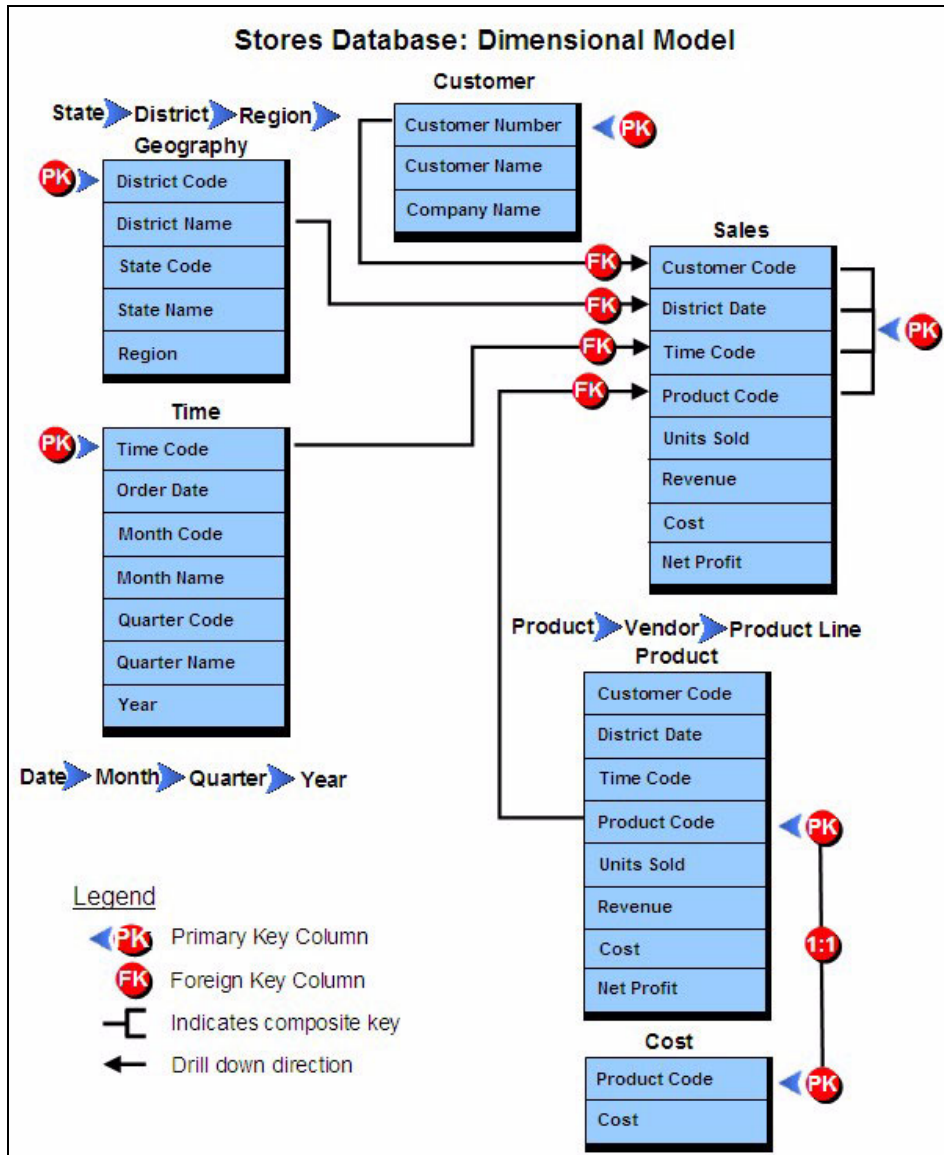 Stores Database: Dimensional Model
State District Region
Geography
PK
District Code
District Name
State Code
State Name
Region
Customer
Customer Number
PK
Customer Name
Company Name
Sales
FK
Customer Code
FK
District Date
PK
FK
Time Code
FK
Product Code
Units Sold
Revenue
Cost
Net Profit
Time
PK
Time Code
Order Date
Month Code
Month Name
Quarter Code
Quarter Name
Year
Date Month Quarter Year
Product Vendor Product Line
Product
Customer Code
District Date
Time Code
Product Code
PK
Units Sold
Revenue
Cost
1:1
Net Profit
Cost
Product Code
PK
Cost
Legend
PK Primary Key Column
FK Foreign Key Column
Indicates composite key
Drill down direction